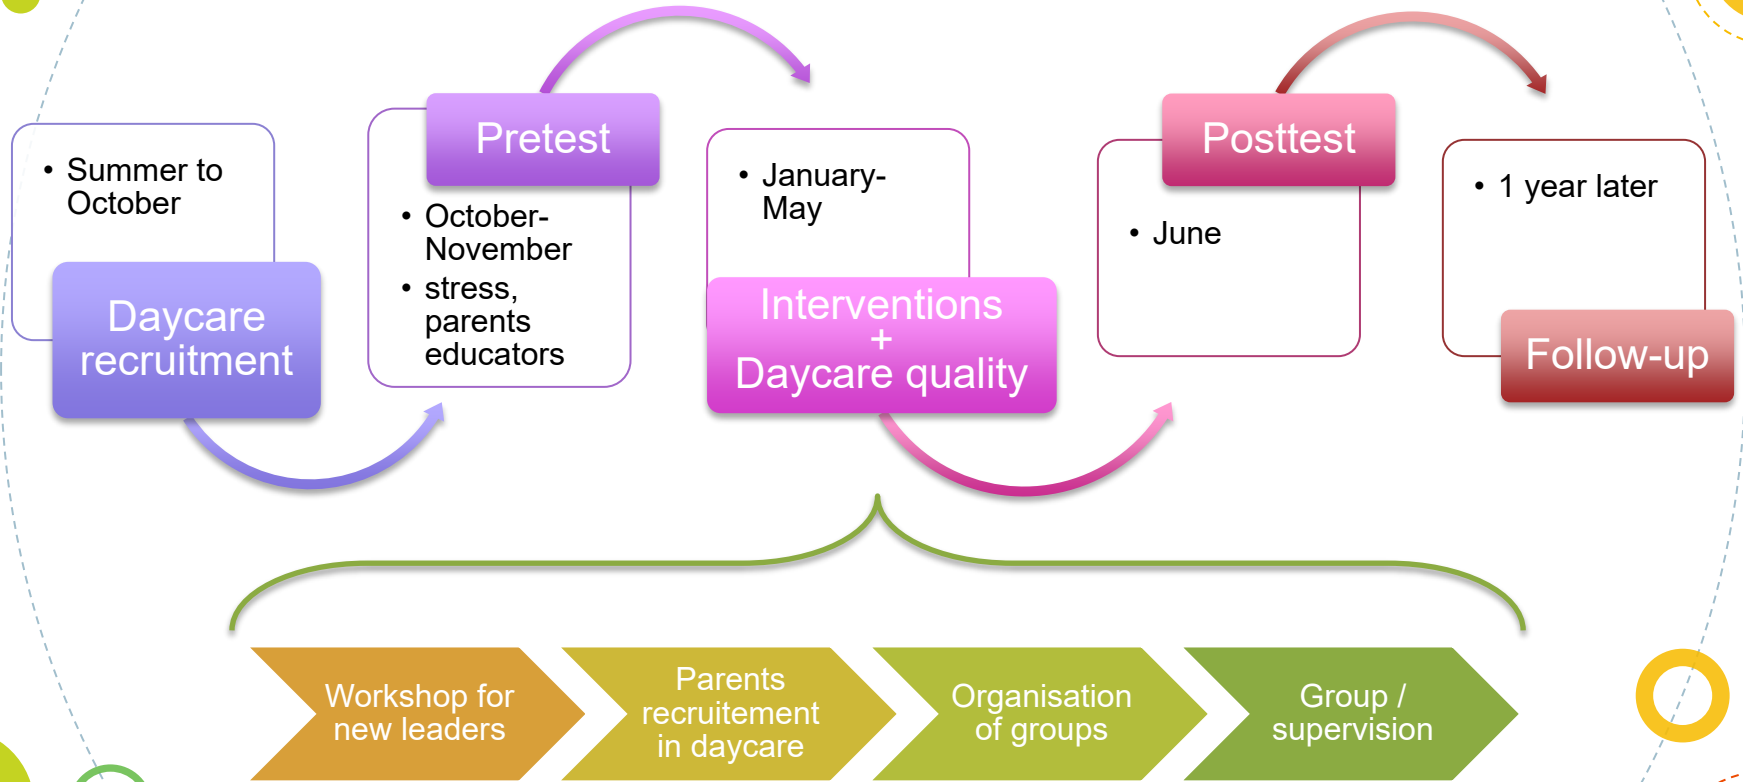 • Summer to
October
Daycare
recruitment
Pretest
• October-
November
• stress,
parents
educators
• January-
May
Interventions
+
Daycare quality
Posttest
• June
• 1 year later
Follow-up
Workshop for
new leaders
Parents
recruitement
in daycare
Organisation
of groups
Group /
supervision